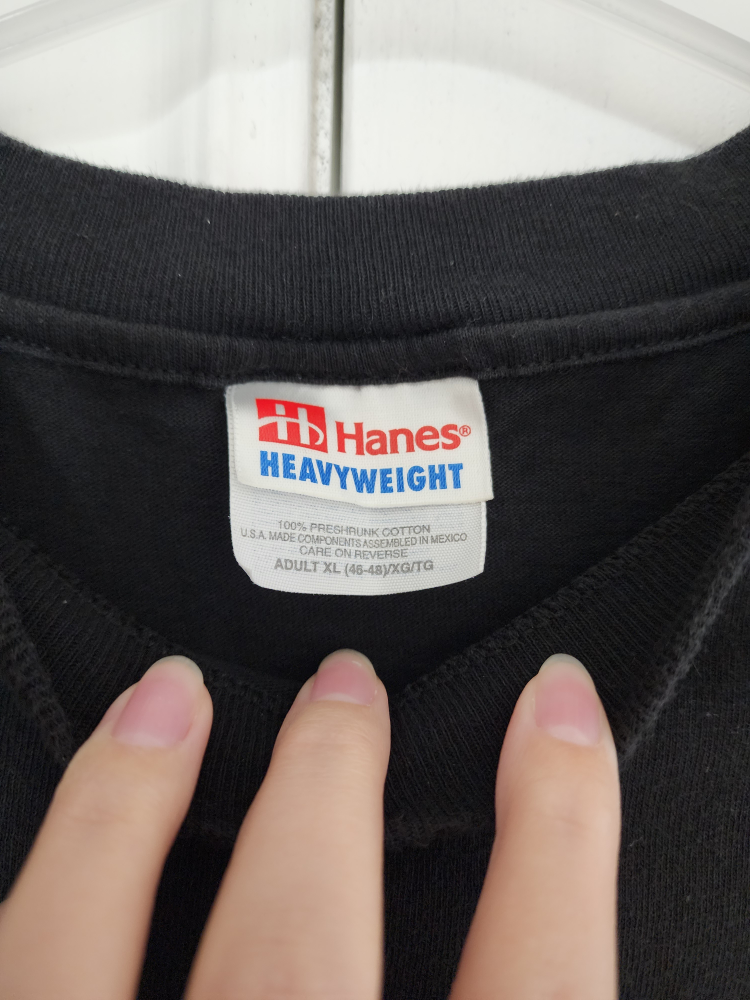 H Hanes®
HEAVYWEIGHT
100% PRESHRUNK COTTON
U.S.A. MADE COMPONENTS ASSEMBLED IN MEXICO
CARE ON REVERSE
ADULT XL (46-48)/XG/TG